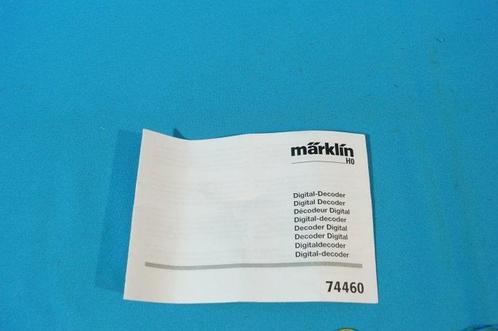 märklin
H0
Digital-Decoder
Digital Decoder
Décodeur Digital
Digital-decoder
Decoder Digital
Decoder Digital
Digitaldecoder
Digital-decoder
74460